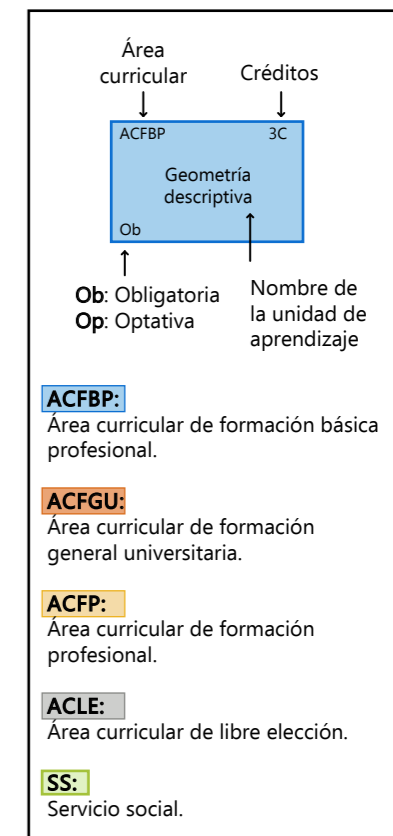 Área
curricular
Créditos
ACFBP
3C
Geometría
descriptiva
Ob
Ob: Obligatoria
Op: Optativa
Nombre de
la unidad de
aprendizaje
ACFBP:
Área curricular de formación básica
profesional.
ACFGU:
Área curricular de formación
general universitaria.
ACFP:
Área curricular de formación
profesional.
ACLE:
Área curricular de libre elección.
SS:
Servicio social.